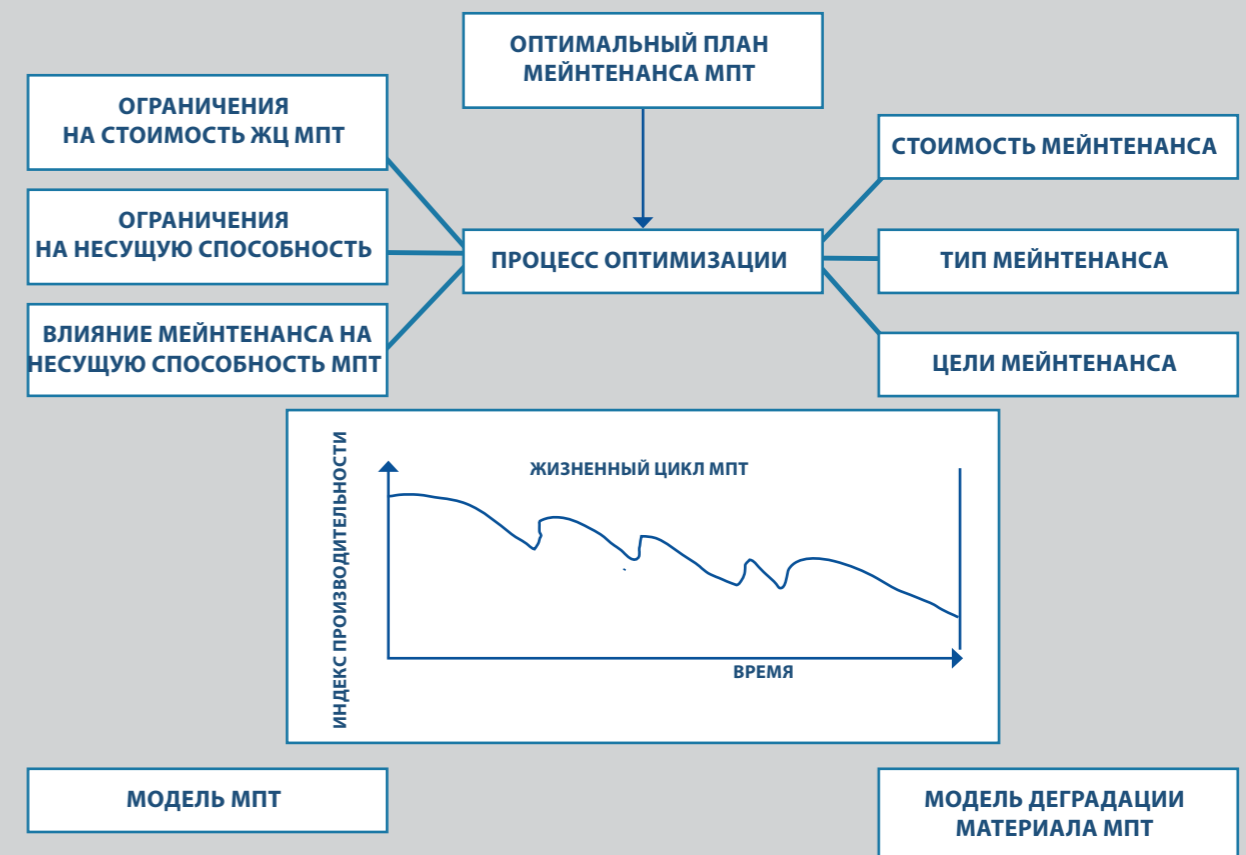 ОПТИМАЛЬНЫЙ ПЛАН
МЕЙНТЕНАНСА МПТ
ОГРАНИЧЕНИЯ
НА СТОИМОСТЬ ЖЦ МПТ
ОГРАНИЧЕНИЯ
НА НЕСУЩУЮ СПОСОБНОСТЬ
ВЛИЯНИЕ МЕЙНТЕНАНСА НА
НЕСУЩУЮ СПОСОБНОСТЬ МПТ
ПРОЦЕСС ОПТИМИЗАЦИИ
СТОИМОСТЬ МЕЙНТЕНАНСА
ТИП МЕЙНТЕНАНСА
ЦЕЛИ МЕЙНТЕНАНСА
ЖИЗНЕННЫЙ ЦИКЛ МПТ
ИНДЕКС ПРОИЗВОДИТЕЛЬНОСТИ
ВРЕМЯ
МОДЕЛЬ МПТ
МОДЕЛЬ ДЕГРАДАЦИИ
МАТЕРИАЛА МПТ